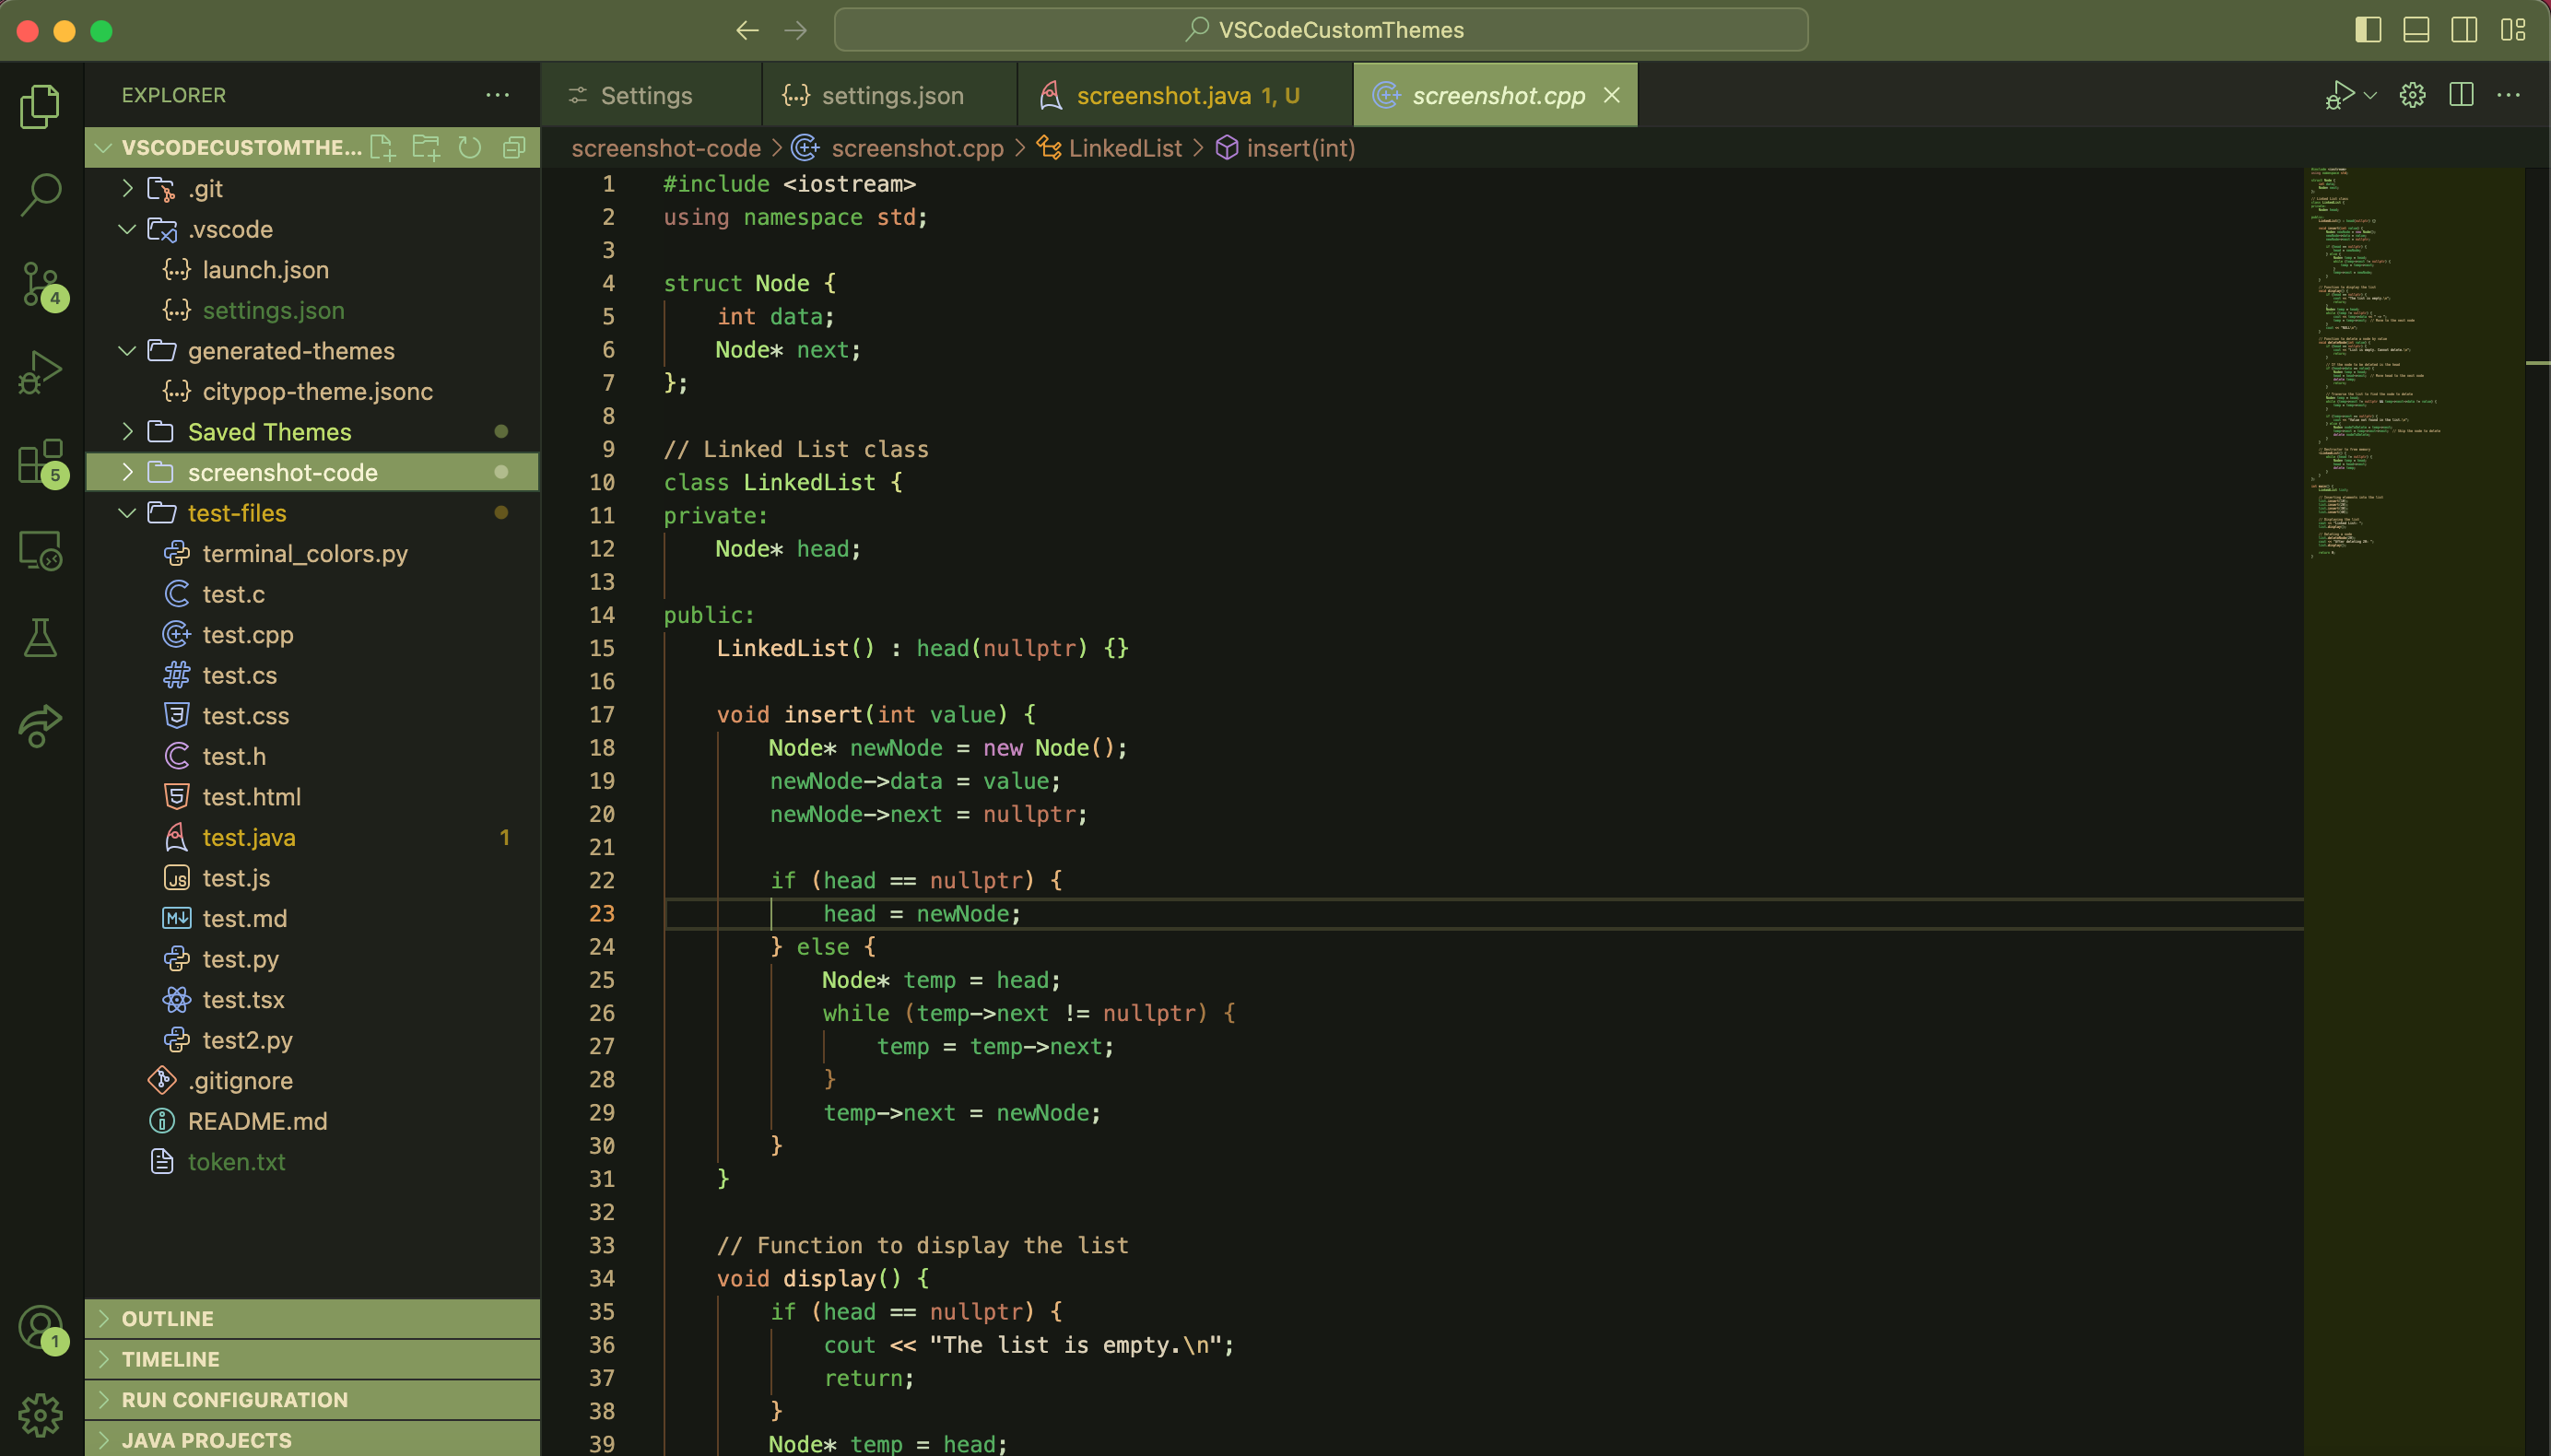 VSCodeCustomThemes
EXPLORER
VSCODECUSTOMTHE...
.git
.vscode
launch.json
settings.json
generated-themes
citypop-theme.jsonc
Saved Themes
screenshot-code
test-files
terminal_colors.py
test.c
test.cpp
test.cs
test.css
test.h
test.html
test.java 1
test.js
test.md
test.py
test.tsx
test2.py
.gitignore
README.md
token.txt
OUTLINE
TIMELINE
RUN CONFIGURATION
JAVA PROJECTS
4
5
1
Settings
settings.json
screenshot.java 1, U
screenshot.cpp
screenshot-code > screenshot.cpp > LinkedList > insert(int)
1 #include <iostream>
2 using namespace std;
3
4 struct Node {
5 int data;
6 Node* next;
7 };
8
9 // Linked List class
10 class LinkedList {
11 private:
12 Node* head;
13
14 public:
15 LinkedList() : head(nullptr) {}
16
17 void insert(int value) {
18 Node* newNode = new Node();
19 newNode->data = value;
20 newNode->next = nullptr;
21
22 if (head == nullptr) {
23 head = newNode;
24 } else {
25 Node* temp = head;
26 while (temp->next != nullptr) {
27 temp = temp->next;
28 }
29 temp->next = newNode;
30 }
31 }
32
33 // Function to display the list
34 void display() {
35 if (head == nullptr) {
36 cout << "The list is empty.\n";
37 return;
38 }
39 Node* temp = head;